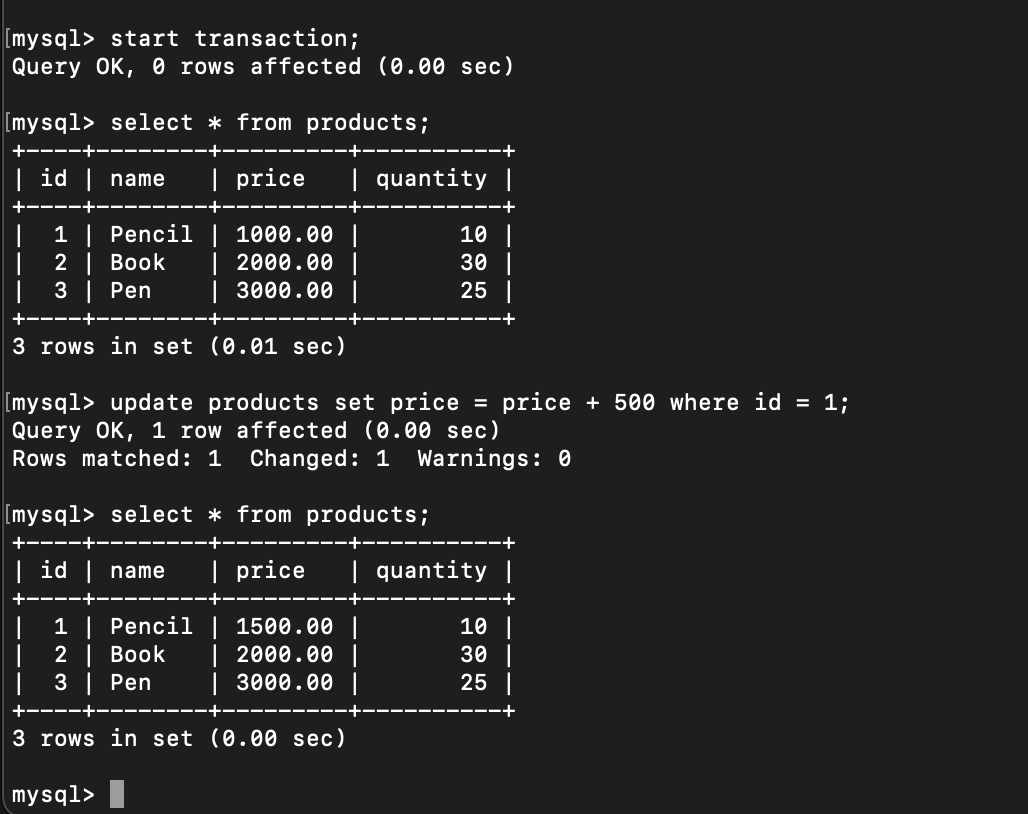 [mysql> start transaction;
Query OK, 0 rows affected (0.00 sec)

[mysql> select * from products;
+----+--------+---------+----------+
| id | name   | price   | quantity |
+----+--------+---------+----------+
|  1 | Pencil | 1000.00 |       10 |
|  2 | Book   | 2000.00 |       30 |
|  3 | Pen    | 3000.00 |       25 |
+----+--------+---------+----------+
3 rows in set (0.01 sec)

[mysql> update products set price = price + 500 where id = 1;
Query OK, 1 row affected (0.00 sec)
Rows matched: 1  Changed: 1  Warnings: 0

[mysql> select * from products;
+----+--------+---------+----------+
| id | name   | price   | quantity |
+----+--------+---------+----------+
|  1 | Pencil | 1500.00 |       10 |
|  2 | Book   | 2000.00 |       30 |
|  3 | Pen    | 3000.00 |       25 |
+----+--------+---------+----------+
3 rows in set (0.00 sec)

mysql>